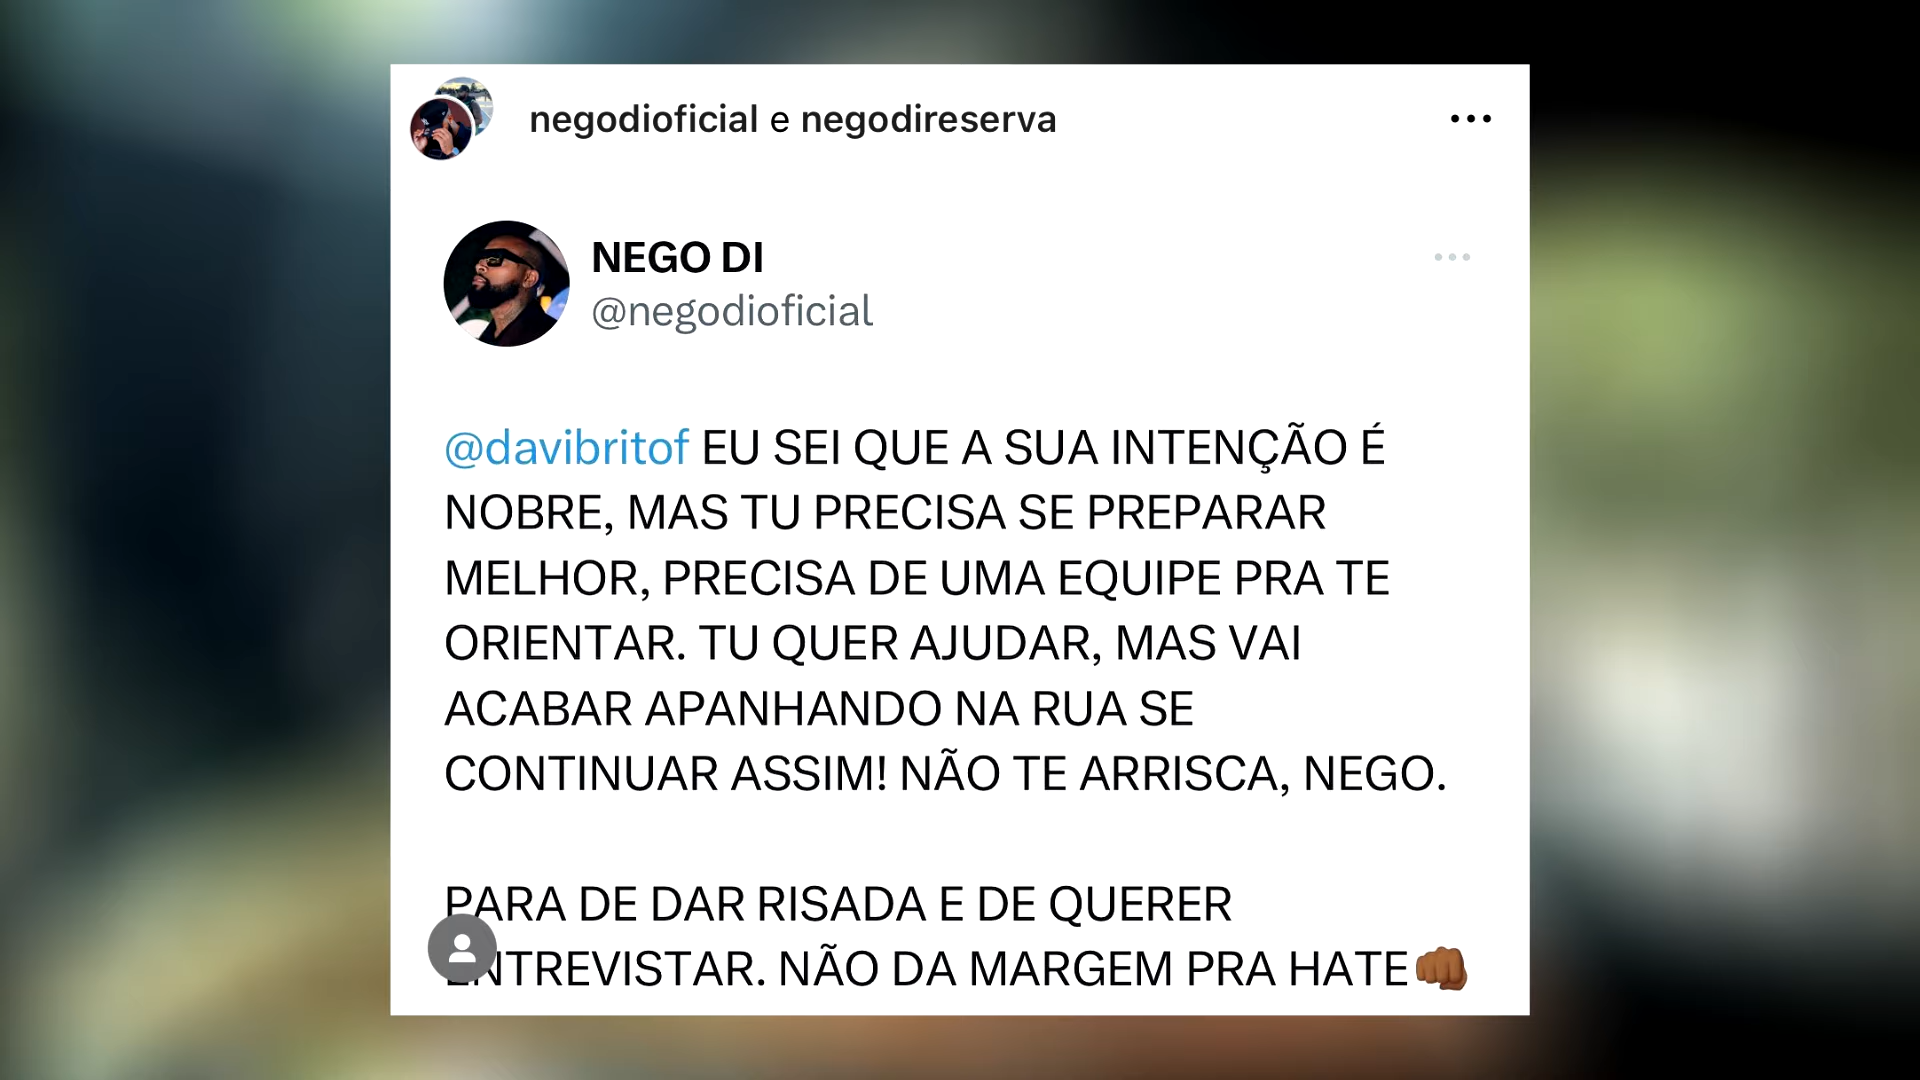 negodioficial e negodireserva
NEGO DI
@negodioficial
@davibritof EU SEI QUE A SUA INTENÇÃO É
NOBRE, MAS TU PRECISA SE PREPARAR
MELHOR, PRECISA DE UMA EQUIPE PRA TE
ORIENTAR. TU QUER AJUDAR, MAS VAI
ACABAR APANHANDO NA RUA SE
CONTINUAR ASSIM! NÃO TE ARRISCA, NEGO.
PARA DE DAR RISADA E DE QUERER
ENTREVISTAR. NÃO DA MARGEM PRA HATE👊🏾